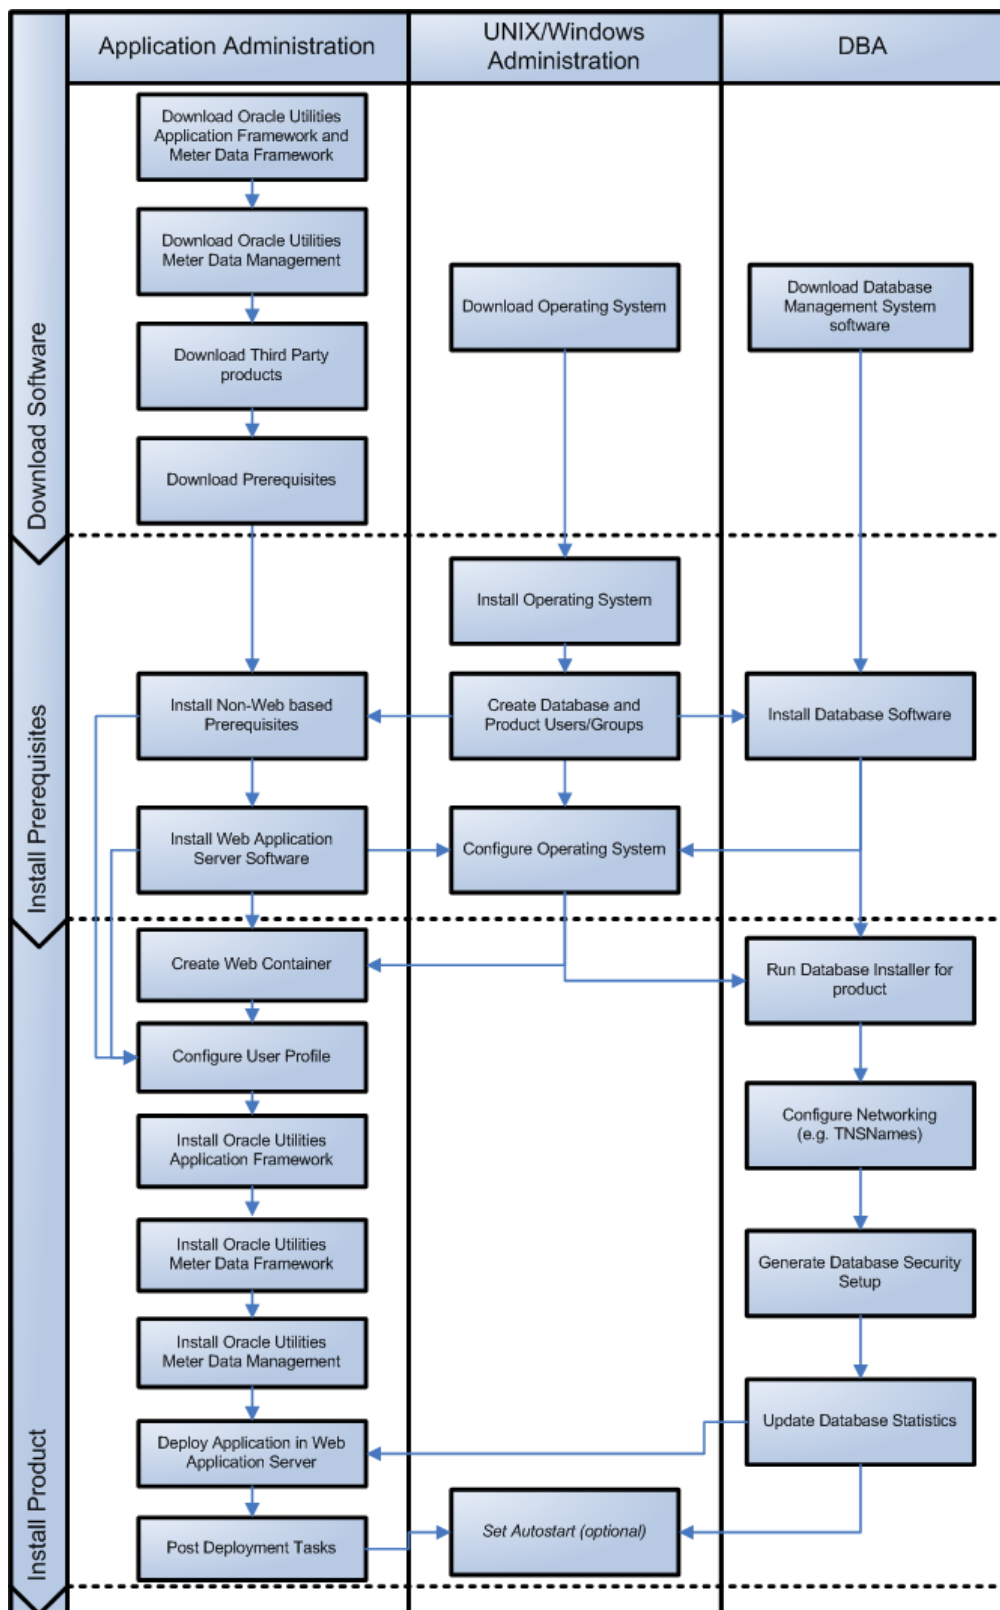 Application Administration
UNIX/Windows
Administration
DBA
Download Software
Download Oracle Utilities
Application Framework and
Meter Data Framework
Download Oracle Utilities
Meter Data Management
Download Third Party
products
Download Prerequisites
Download Operating System
Download Database
Management System
software
Install Prerequisites
Install Operating System
Install Non-Web based
Prerequisites
Create Database and
Product Users/Groups
Install Database Software
Install Web Application
Server Software
Configure Operating System
Install Product
Create Web Container
Run Database Installer for
product
Configure User Profile
Configure Networking
(e.g. TNSNames)
Install Oracle Utilities
Application Framework
Install Oracle Utilities
Meter Data Framework
Generate Database Security
Setup
Install Oracle Utilities
Meter Data Management
Update Database Statistics
Deploy Application in Web
Application Server
Post Deployment Tasks
Set Autostart (optional)